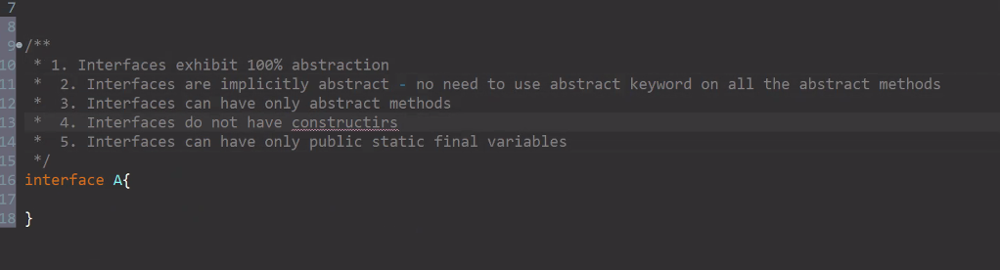 7
8
9 /**
10 * 1. Interfaces exhibit 100% abstraction
11 * 2. Interfaces are implicitly abstract - no need to use abstract keyword on all the abstract methods
12 * 3. Interfaces can have only abstract methods
13 * 4. Interfaces do not have constructirs
14 * 5. Interfaces can have only public static final variables
15 */
16 interface A{
17
18 }